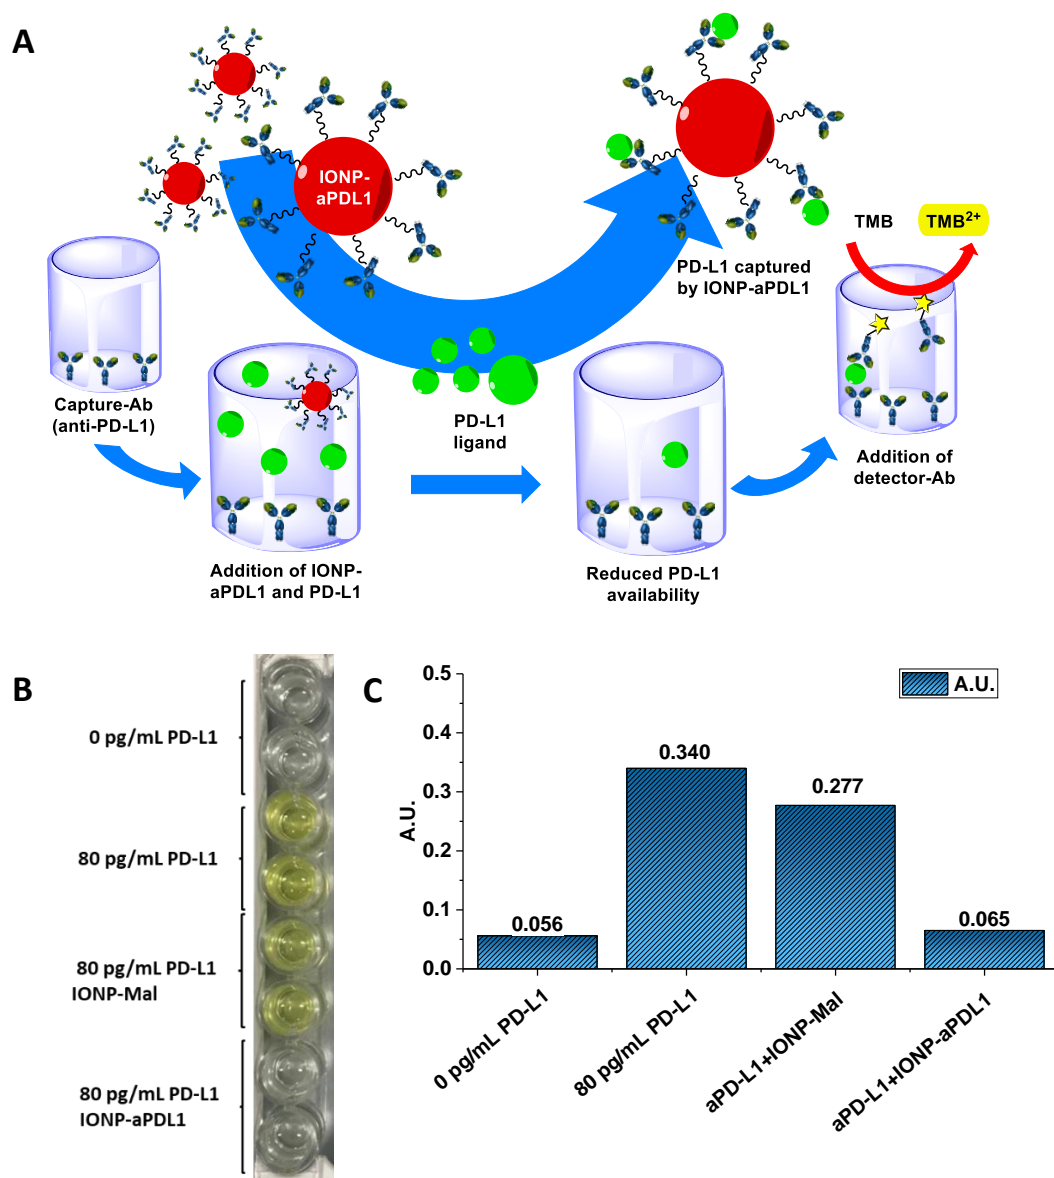 A
IONP-
aPDL1
PD-L1 captured
by IONP-aPDL1
TMB
TMB2+
Capture-Ab
(anti-PD-L1)
PD-L1
ligand
Addition of
detector-Ab
Addition of IONP-
aPDL1 and PD-L1
Reduced PD-L1
availability
B
0 pg/mL PD-L1
80 pg/mL PD-L1
80 pg/mL PD-L1
IONP-Mal
80 pg/mL PD-L1
IONP-aPDL1
C
A.U.
0.5
0.4
0.3
0.2
0.1
0.0
A.U.
0.056
0.340
0.277
0.065
0 pg/mL PD-L1
80 pg/mL PD-L1
aPD-L1+IONP-Mal
aPD-L1+IONP-aPDL1